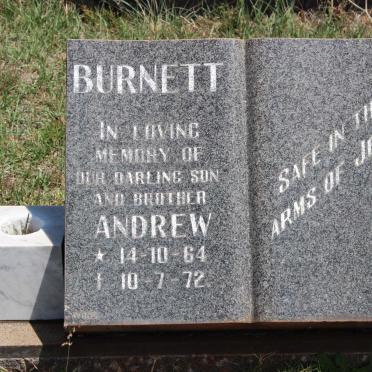 BURNETT
IN LOVING
MEMORY OF
OUR DARLING SON
AND BROTHER
ANDREW
★ 14-10-64
† 10-7-72
SAFE IN THE
ARMS OF